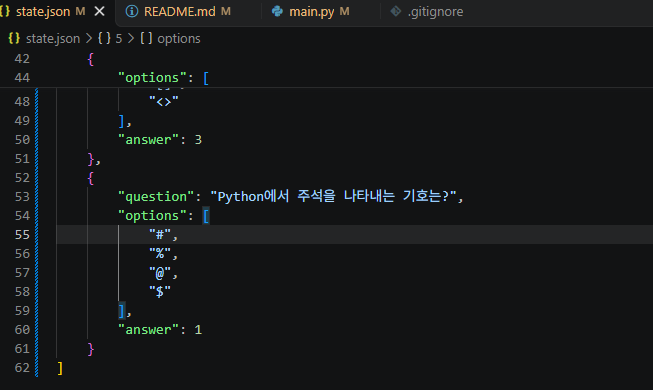 state.json M × README.md M main.py M .gitignore
{} state.json > {} 5 > [ ] options
42 {
44 "options": [
48 "<>"
49 ],
50 "answer": 3
51 },
52 {
53 "question": "Python에서 주석을 나타내는 기호는?",
54 "options": [
55 "#",
56 "%",
57 "@",
58 "$"
59 ],
60 "answer": 1
61 }
62 ]